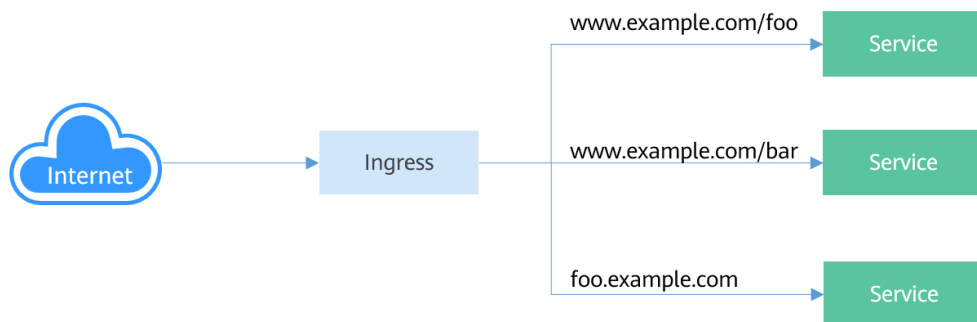 www.example.com/foo
Service
Internet
Ingress
www.example.com/bar
Service
foo.example.com
Service